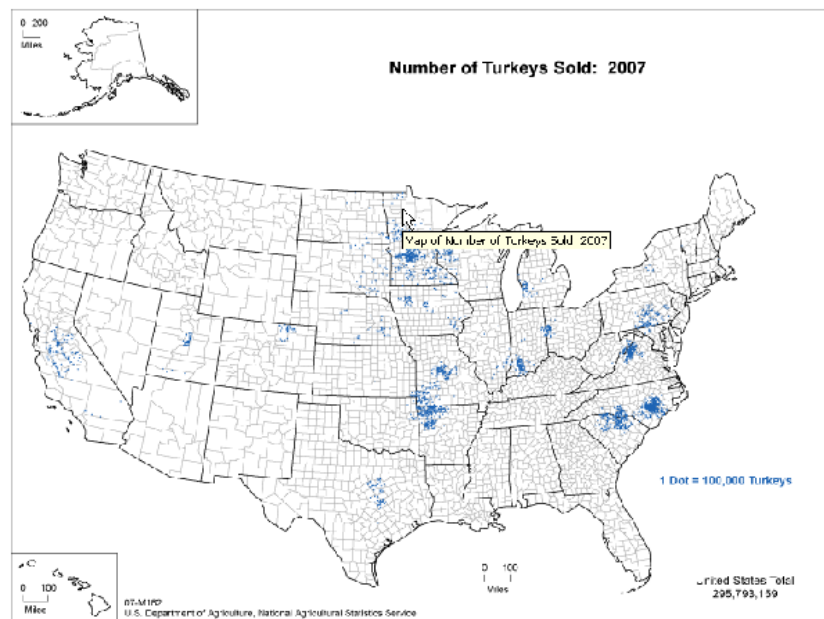 0 200
Miles
Number of Turkeys Sold: 2007
Map of Number of Turkeys Sold 2007
1 Dot = 100,000 Turkeys
0 100
Miles
0 100
Miles
United States Total
295,793,159
07-M162
U.S. Department of Agriculture, National Agricultural Statistics Service